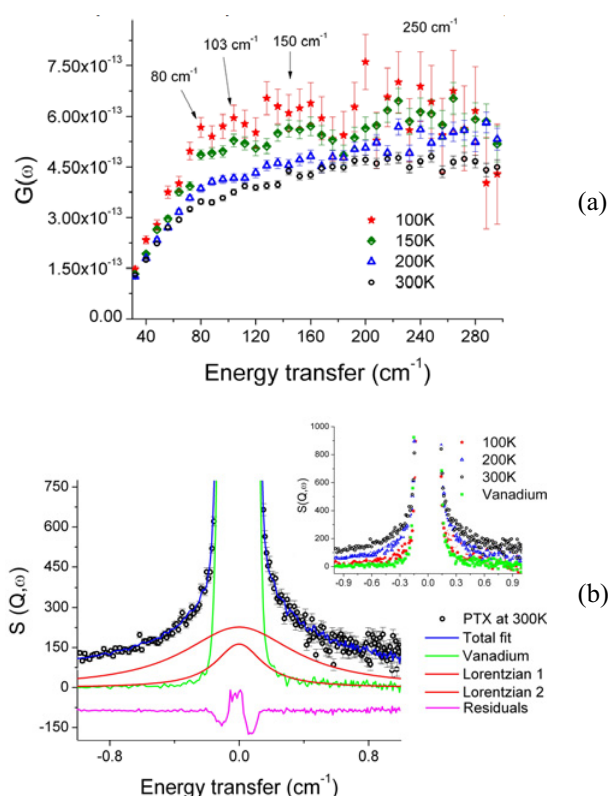 80 cm⁻¹
103 cm⁻¹
150 cm⁻¹
250 cm⁻¹
G(ω)
7.50x10⁻¹³
6.00x10⁻¹³
4.50x10⁻¹³
3.00x10⁻¹³
1.50x10⁻¹³
0.00
100K
150K
200K
300K
40 80 120 160 200 240 280
Energy transfer (cm⁻¹)
(a)
S(Q,ω)
1000
800
600
400
200
0
100K
200K
300K
Vanadium
-0.9 -0.6 -0.3 0.0 0.3 0.6 0.9
S (Q,ω)
750
600
450
300
150
0
-150
PTX at 300K
Total fit
Vanadium
Lorentzian 1
Lorentzian 2
Residuals
-0.8 0.0 0.8
Energy transfer (cm⁻¹)
(b)